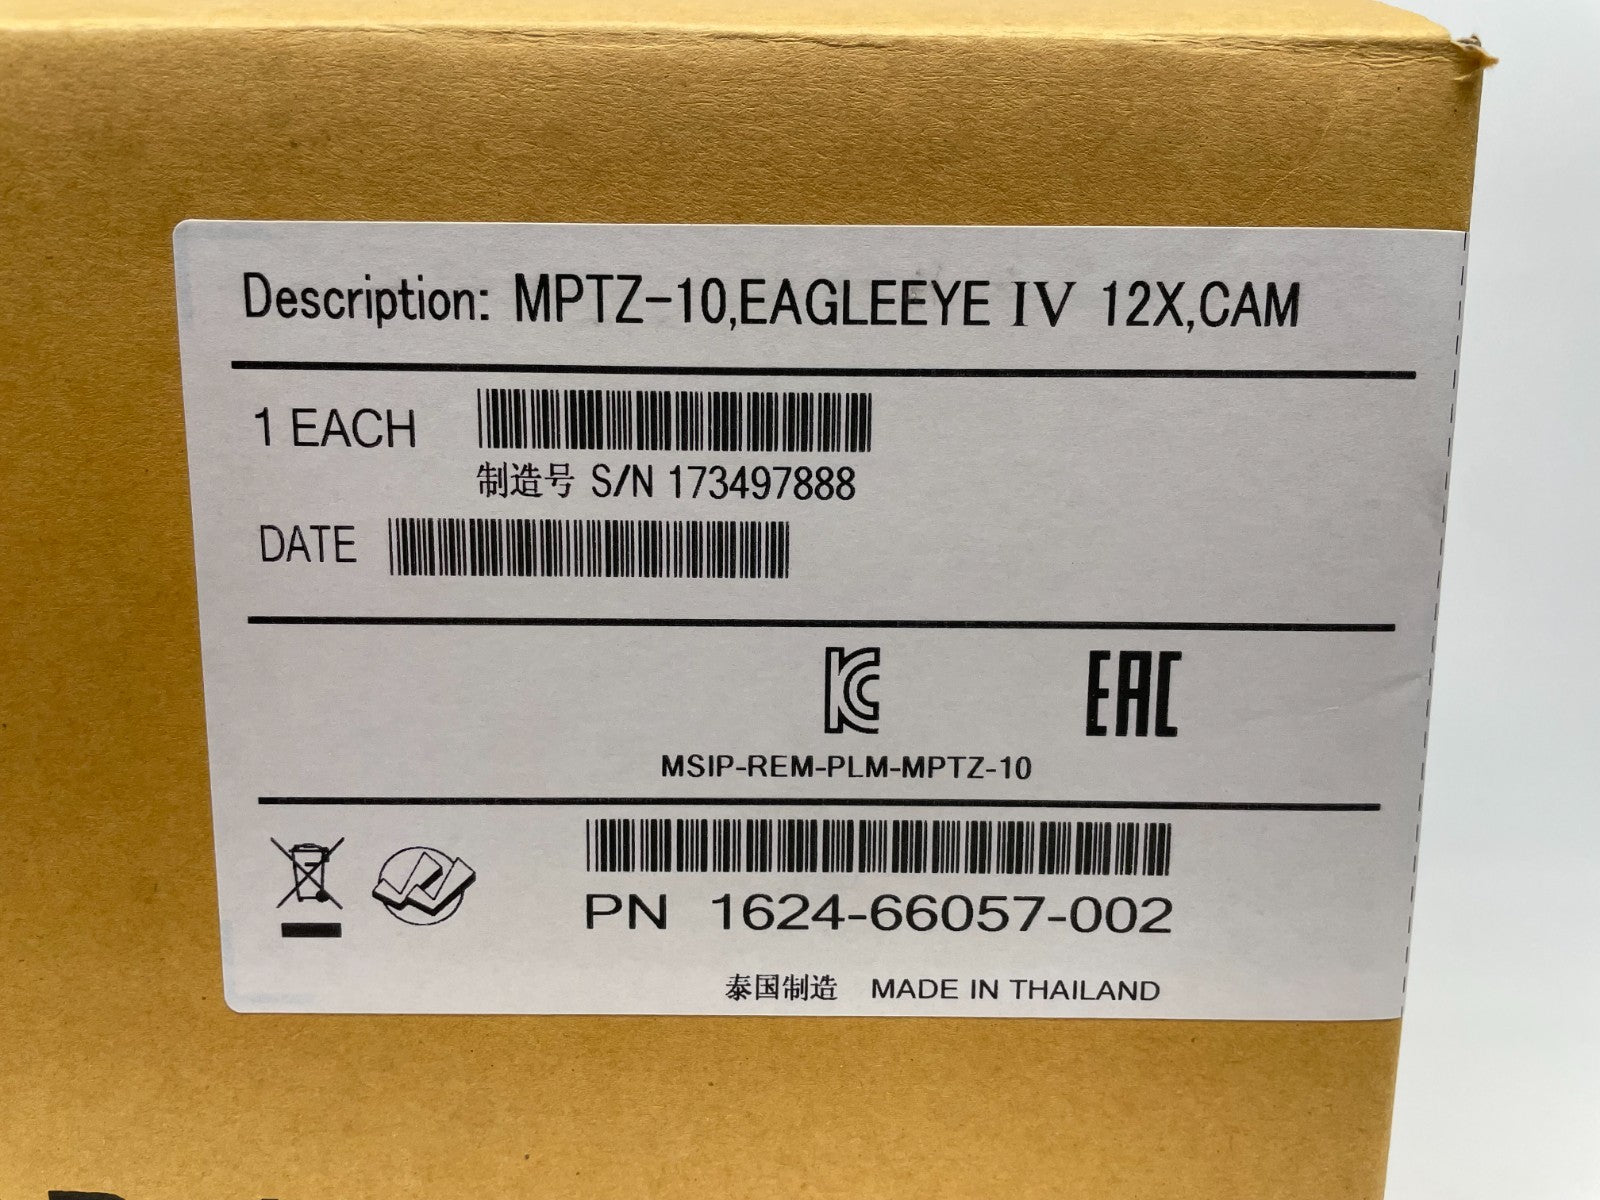 Description: MPTZ-10,EAGLEEYE IV 12X,CAM
1 EACH
制造号 S/N 173497888
DATE
EAC
MSIP-REM-PLM-MPTZ-10
PN 1624-66057-002
泰国制造 MADE IN THAILAND